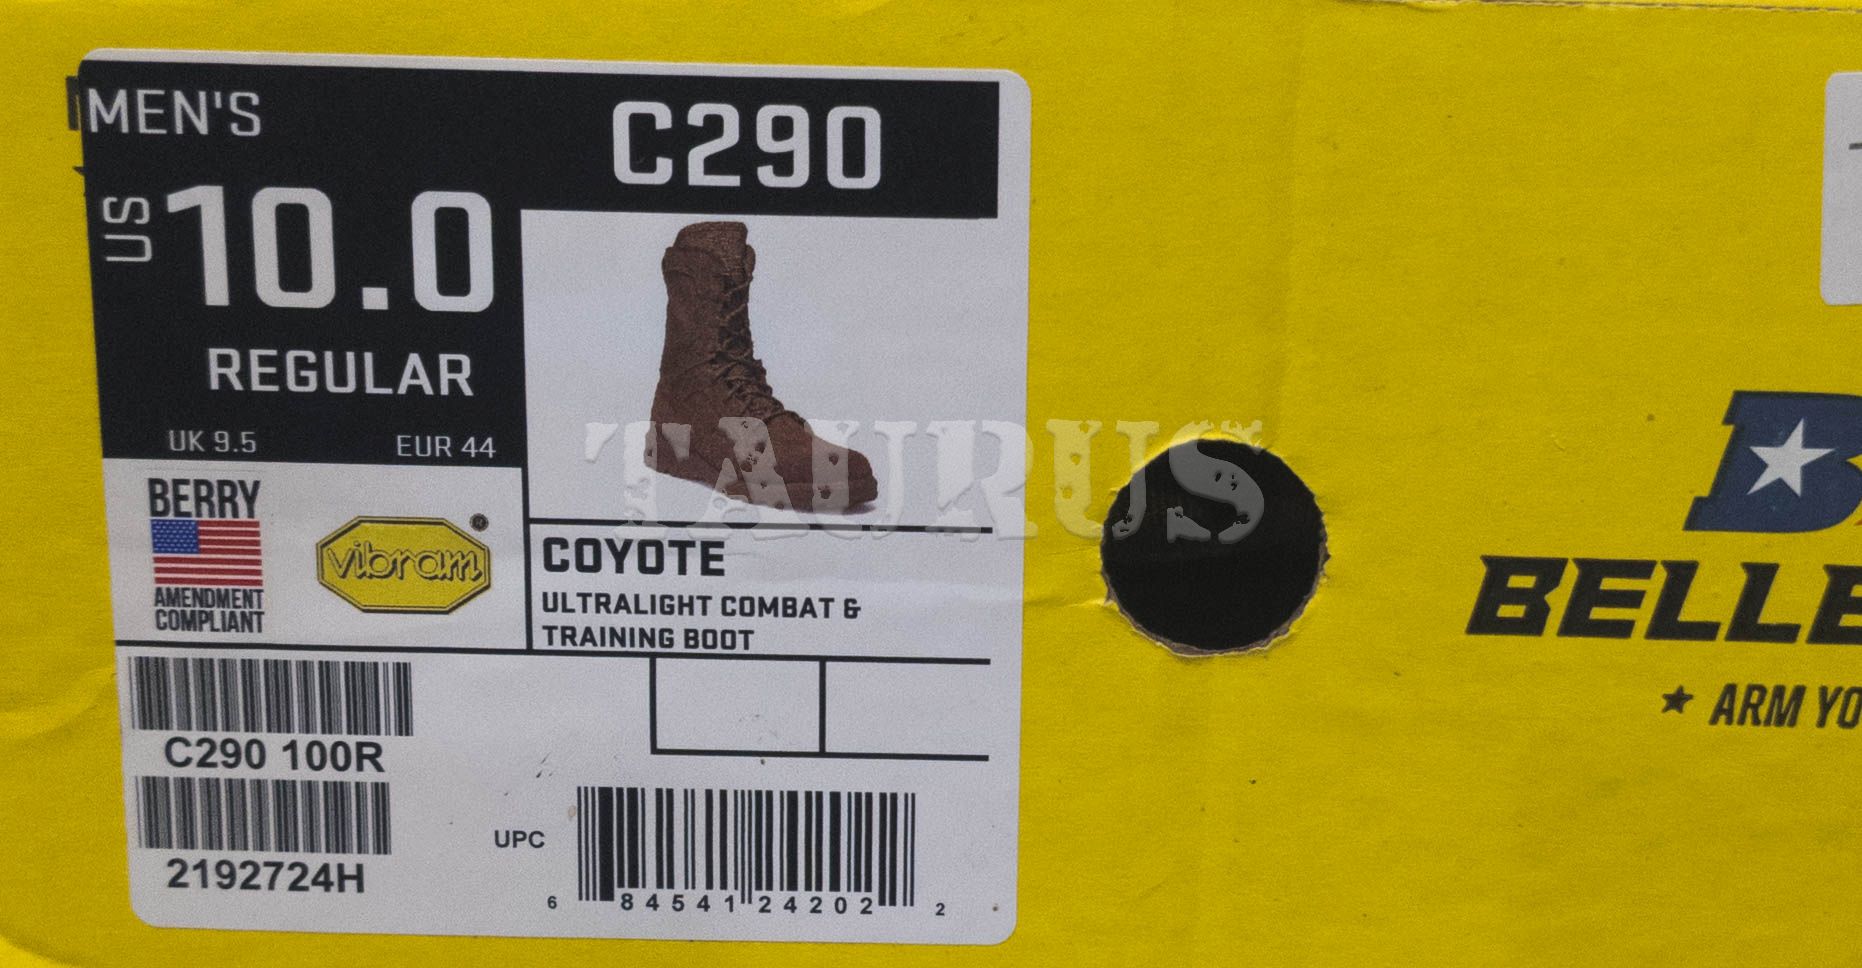 MEN'S
C290
US
10.0
REGULAR
UK 9.5
EUR 44
BERRY
AMENDMENT
COMPLIANT
vibram
®
COYOTE
ULTRALIGHT COMBAT &
TRAINING BOOT
C290 100R
2192724H
UPC
6 84541 24202 2
TAURUS
BELLE
★ ARM YO